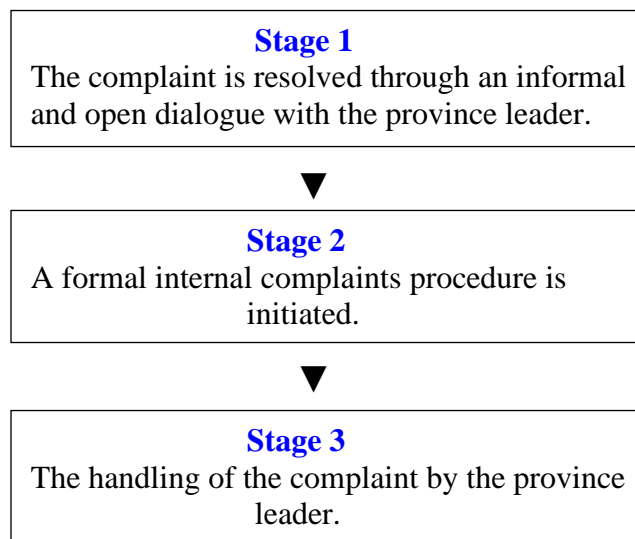 Stage 1
The complaint is resolved through an informal
and open dialogue with the province leader.
Stage 2
A formal internal complaints procedure is
initiated.
Stage 3
The handling of the complaint by the province
leader.